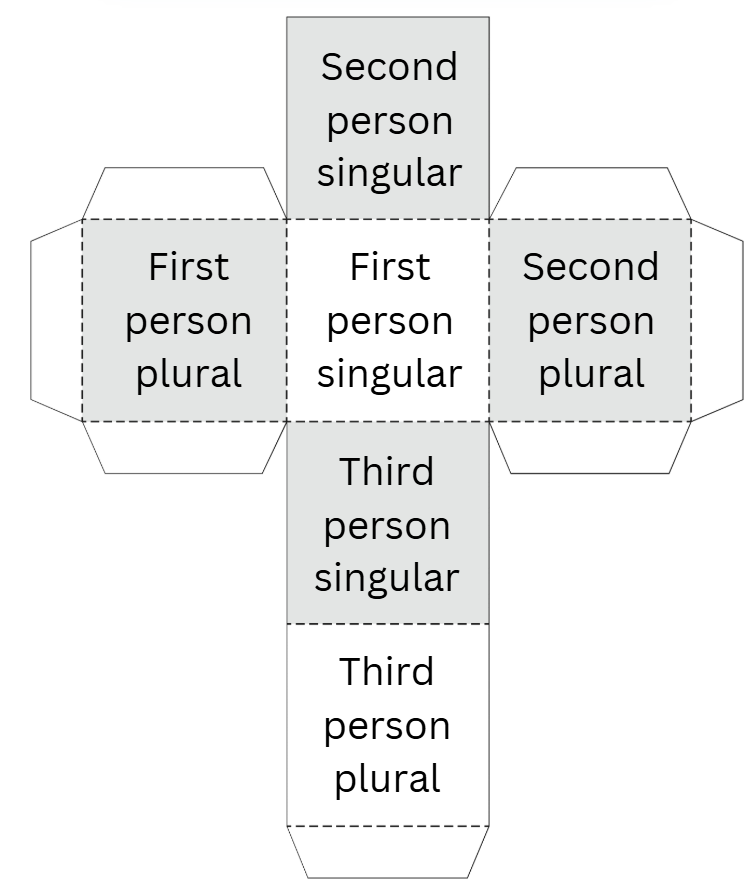 Second
person
singular
First
person
plural
First
person
singular
Second
person
plural
Third
person
singular
Third
person
plural